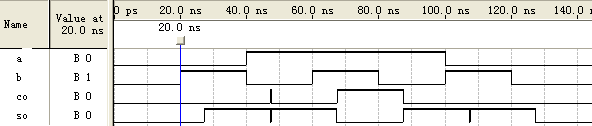 Name
Value at
20.0 ns
0 ps
20.0 ns
40.0 ns
60.0 ns
80.0 ns
100.0 ns
120.0 ns
140.0
20.0 ns
a B 0
b B 1
co B 0
so B 0